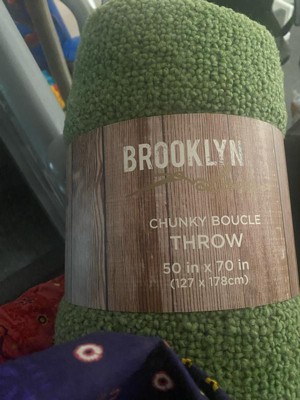 BROOKLYN
CHUNKY BOUCLE
THROW
50 in x 70 in
(127 x 178cm)